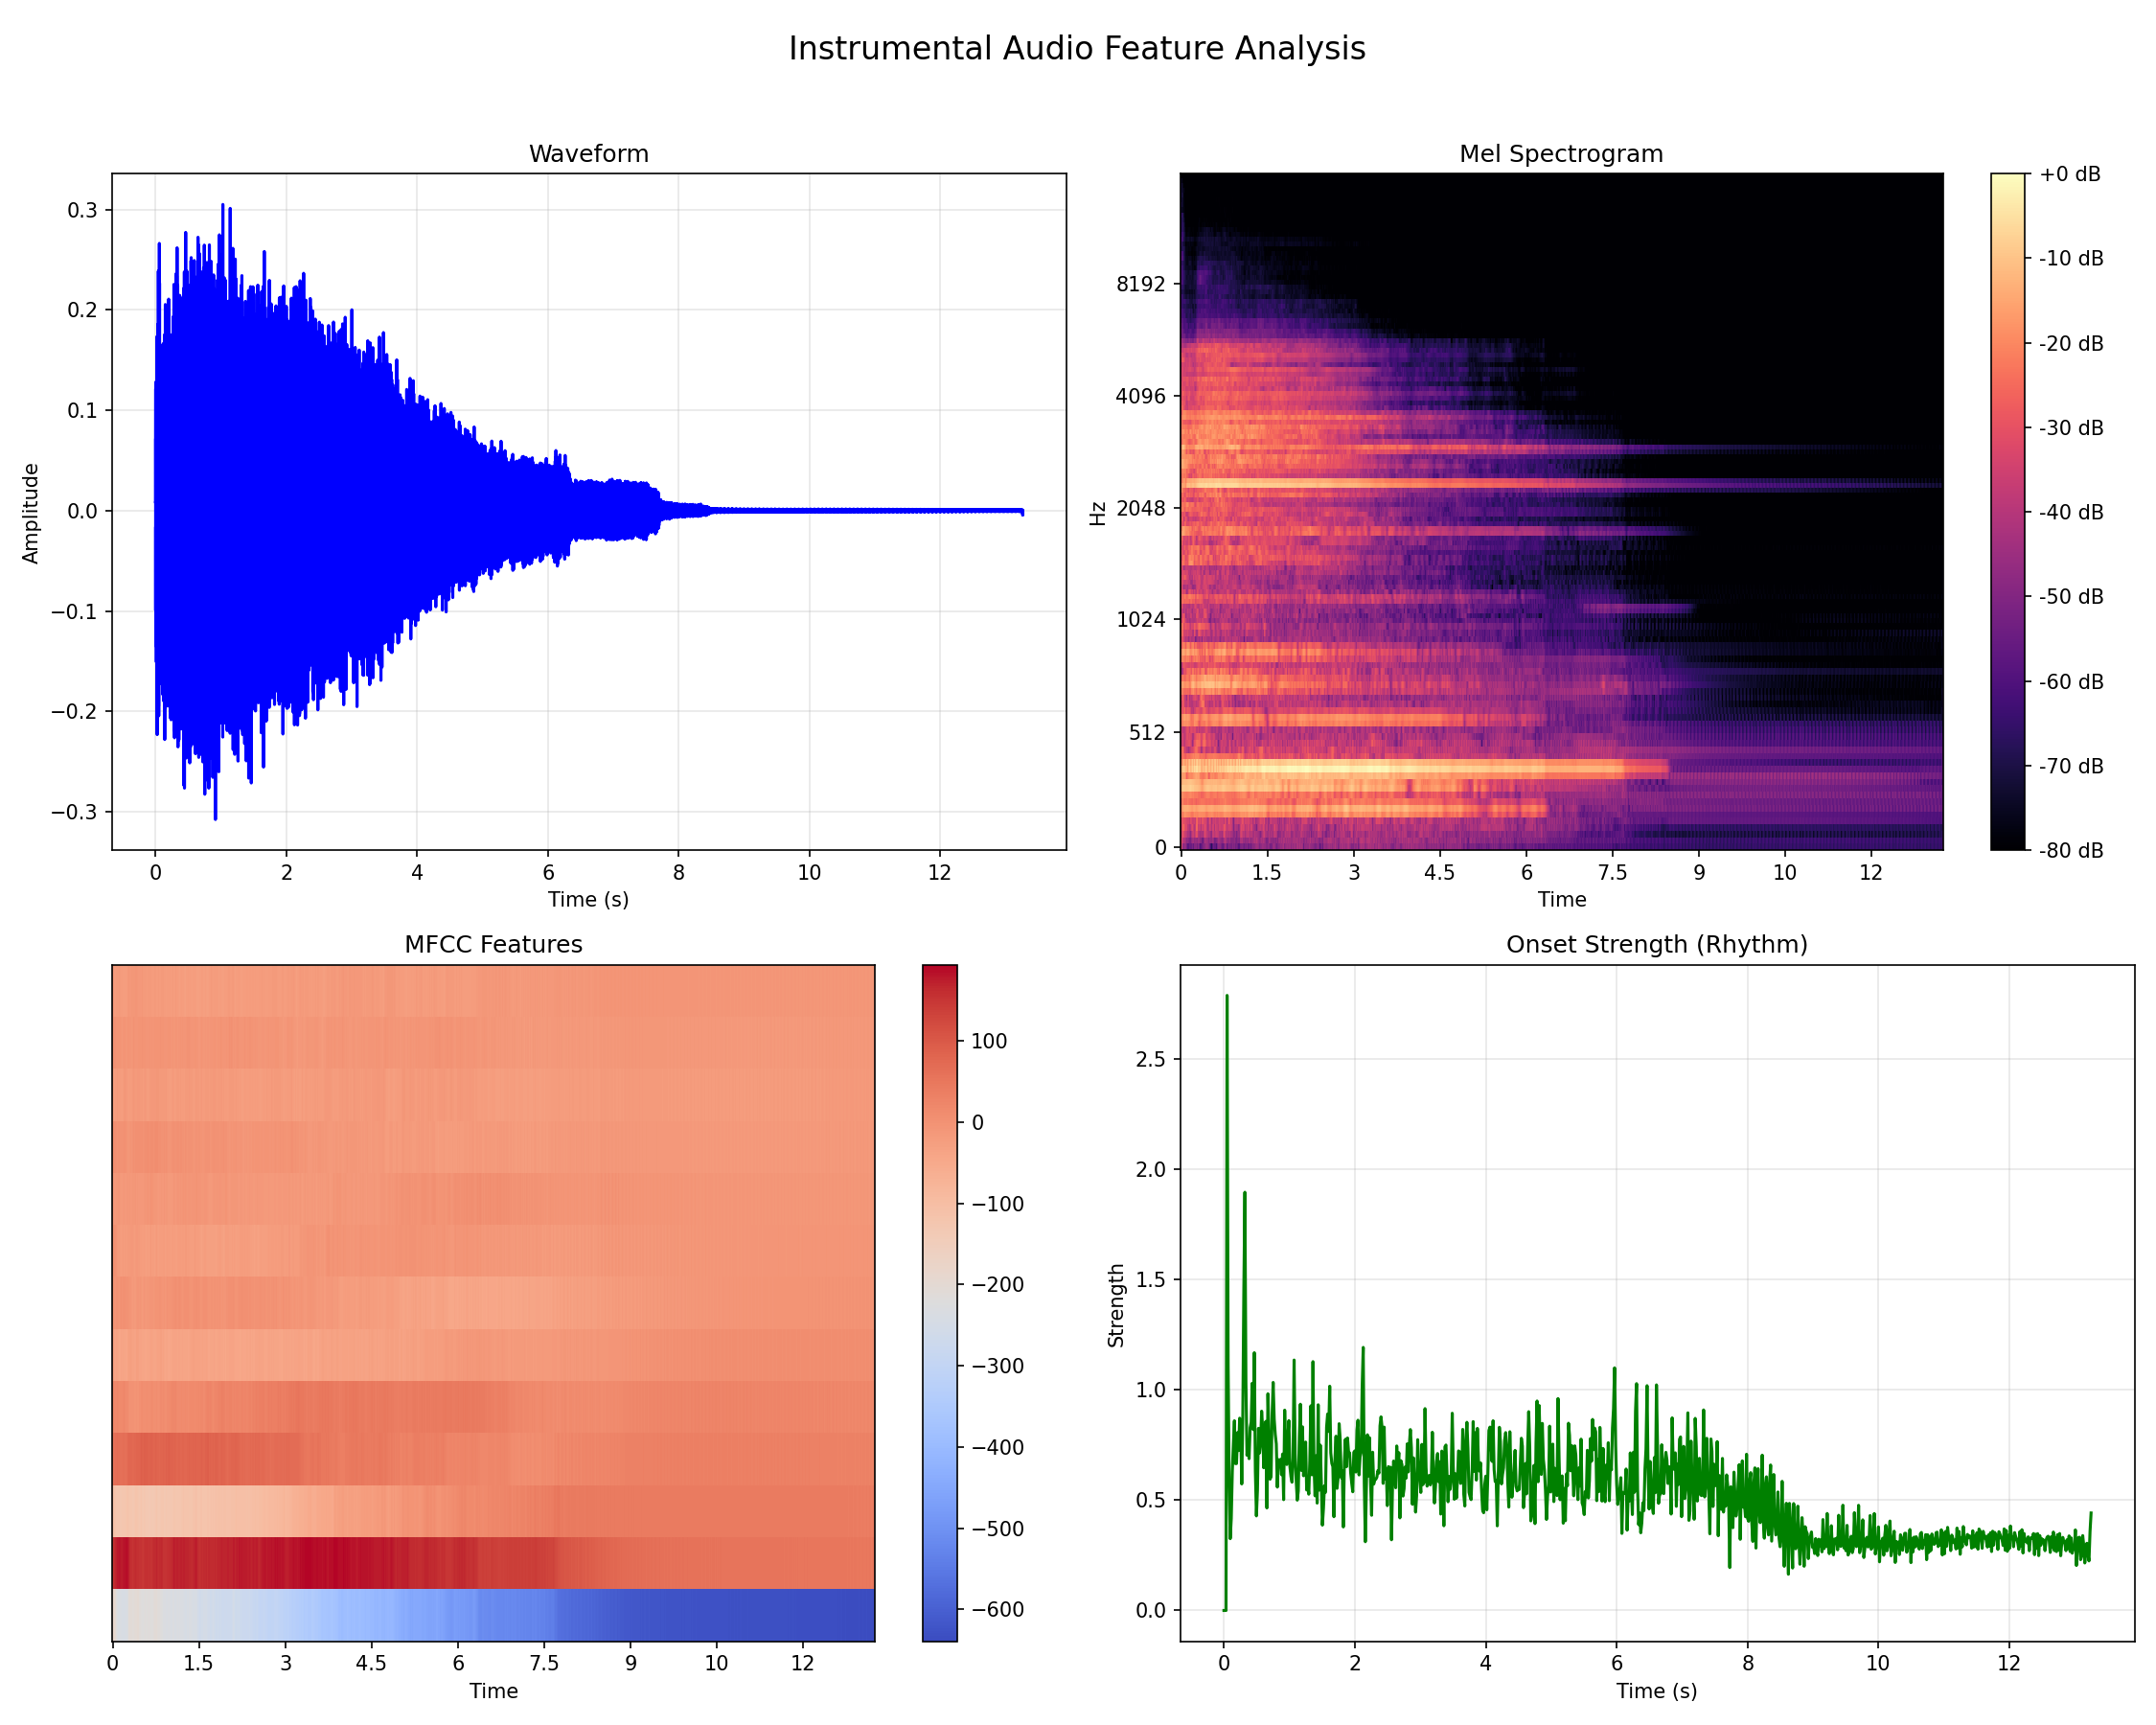 Instrumental Audio Feature Analysis
Waveform
Amplitude
0.3
0.2
0.1
0.0
−0.1
−0.2
−0.3
0 2 4 6 8 10 12
Time (s)
Mel Spectrogram
Hz
8192
4096
2048
1024
512
0
0 1.5 3 4.5 6 7.5 9 10 12
Time
+0 dB
-10 dB
-20 dB
-30 dB
-40 dB
-50 dB
-60 dB
-70 dB
-80 dB
MFCC Features
0 1.5 3 4.5 6 7.5 9 10 12
Time
100
0
−100
−200
−300
−400
−500
−600
Onset Strength (Rhythm)
Strength
2.5
2.0
1.5
1.0
0.5
0.0
0 2 4 6 8 10 12
Time (s)